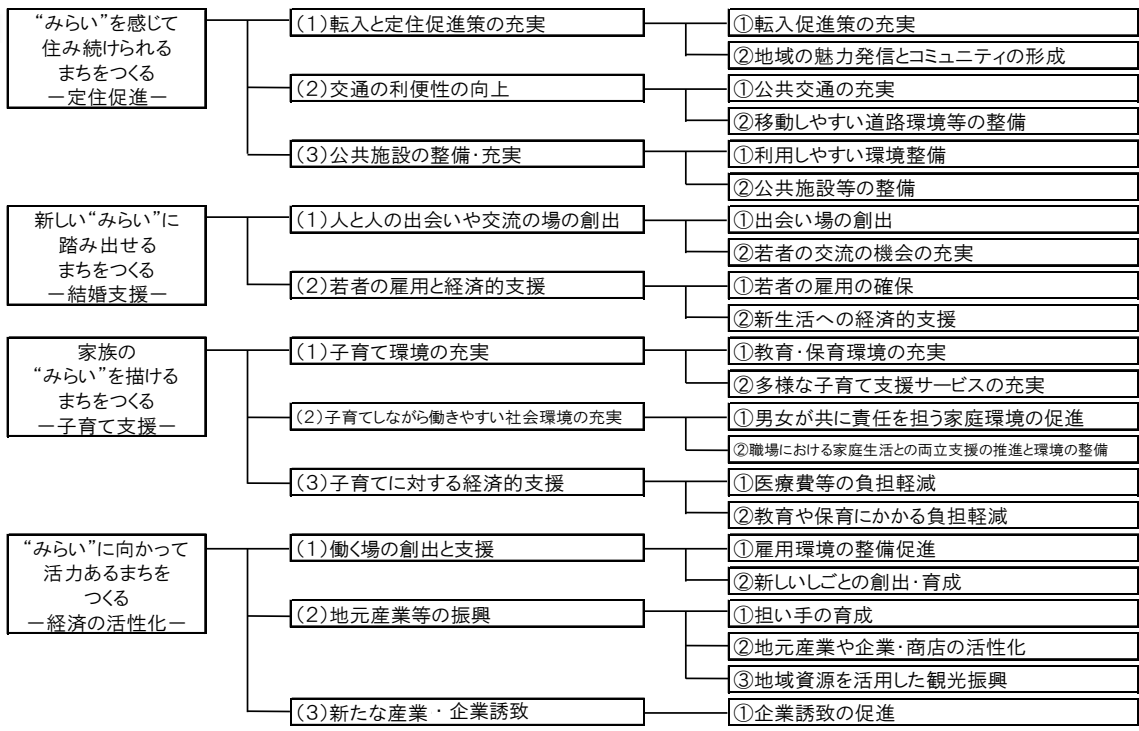 “みらい”を感じて
住み続けられる
まちをつくる
－定住促進－
（１）転入と定住促進策の充実
①転入促進策の充実
②地域の魅力発信とコミュニティの形成
（２）交通の利便性の向上
①公共交通の充実
②移動しやすい道路環境等の整備
（３）公共施設の整備・充実
①利用しやすい環境整備
②公共施設等の整備
新しい“みらい”に
踏み出せる
まちをつくる
－結婚支援－
（１）人と人の出会いや交流の場の創出
①出会い場の創出
②若者の交流の機会の充実
（２）若者の雇用と経済的支援
①若者の雇用の確保
②新生活への経済的支援
家族の
“みらい”を描ける
まちをつくる
－子育て支援－
（１）子育て環境の充実
①教育・保育環境の充実
②多様な子育て支援サービスの充実
（２）子育てしながら働きやすい社会環境の充実
①男女が共に責任を担う家庭環境の促進
②職場における家庭生活との両立支援の推進と環境の整備
（３）子育てに対する経済的支援
①医療費等の負担軽減
②教育や保育にかかる負担軽減
“みらい”に向かって
活力あるまちを
つくる
－経済の活性化－
（１）働く場の創出と支援
①雇用環境の整備促進
②新しいしごとの創出・育成
（２）地元産業等の振興
①担い手の育成
②地元産業や企業・商店の活性化
③地域資源を活用した観光振興
（３）新たな産業・企業誘致
①企業誘致の促進